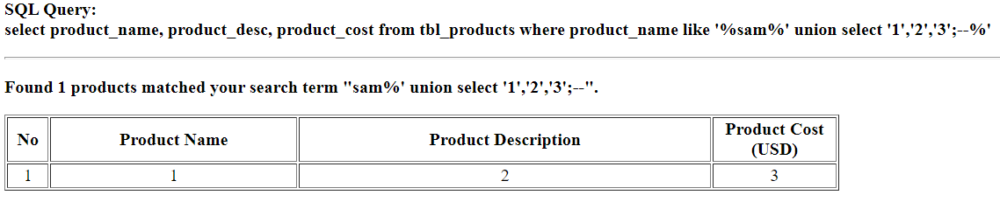 SQL Query:
select product_name, product_desc, product_cost from tbl_products where product_name like '%sam%' union select '1','2','3';--%'
Found 1 products matched your search term "sam%' union select '1','2','3';--".
No Product Name Product Description Product Cost (USD)
1 1 2 3